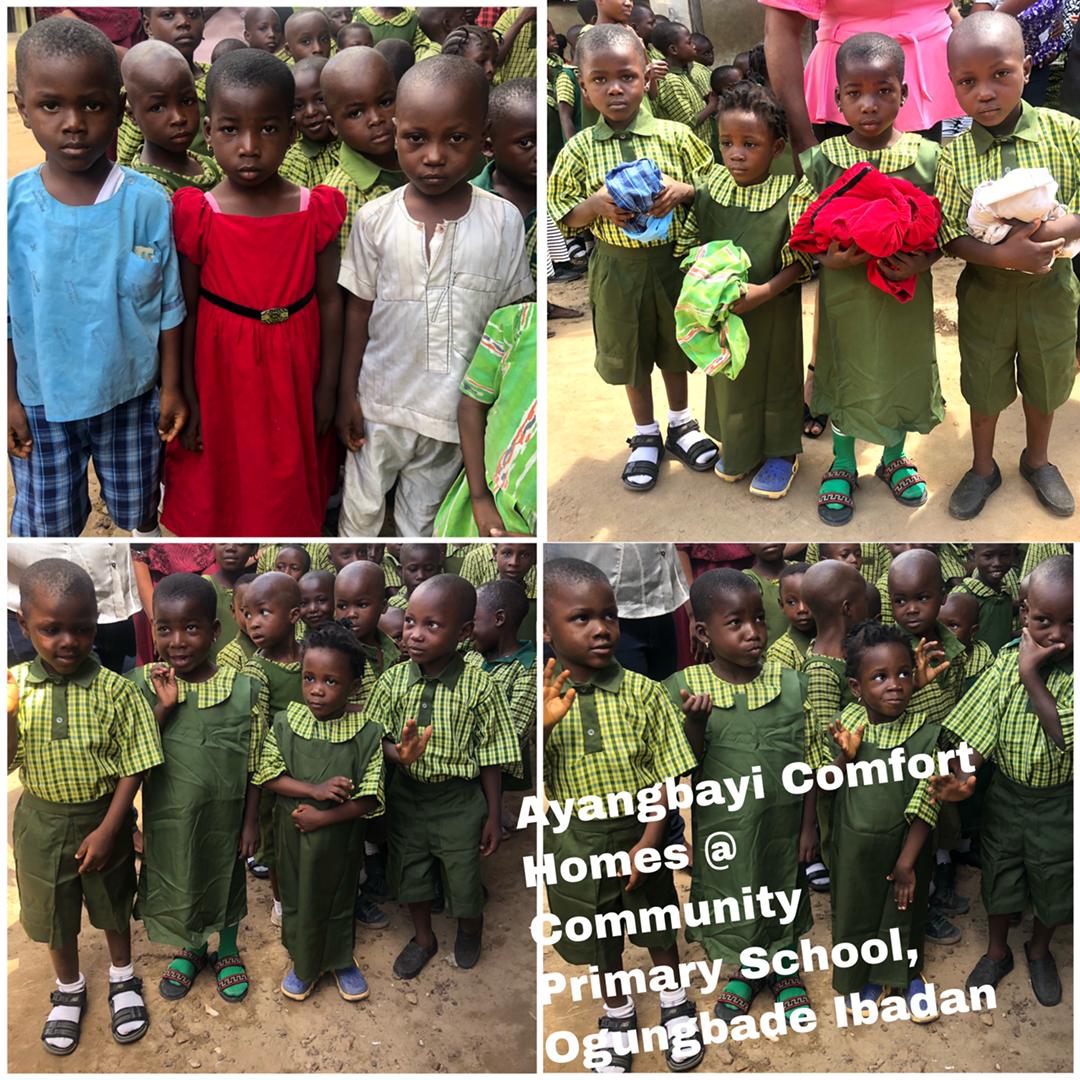 Ayangbayi Comfort
Homes @
Community
Primary School,
Ogungbade Ibadan